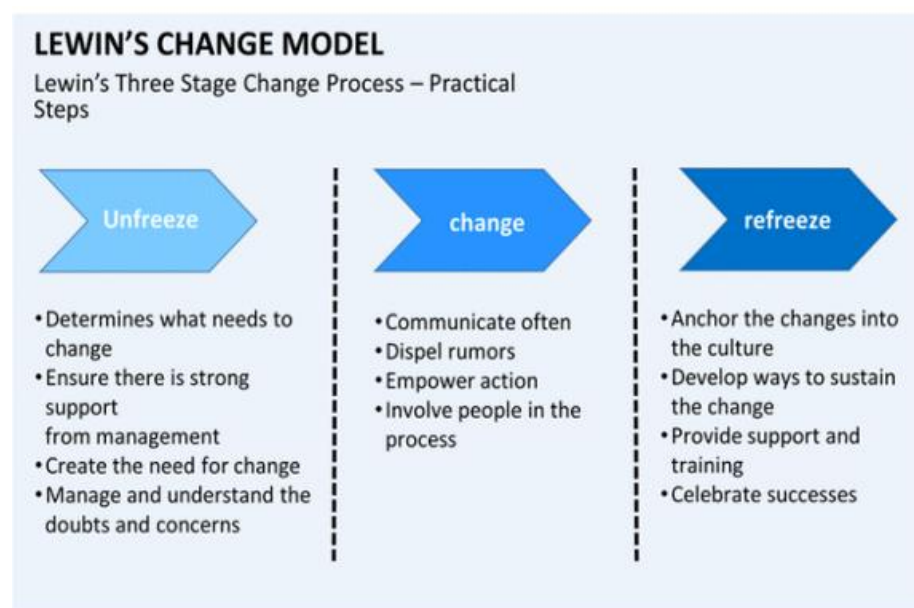 LEWIN'S CHANGE MODEL
Lewin's Three Stage Change Process – Practical
Steps
Unfreeze
•Determines what needs to
change
•Ensure there is strong
support
from management
•Create the need for change
•Manage and understand the
doubts and concerns
change
•Communicate often
•Dispel rumors
•Empower action
•Involve people in the
process
refreeze
•Anchor the changes into
the culture
•Develop ways to sustain
the change
•Provide support and
training
•Celebrate successes